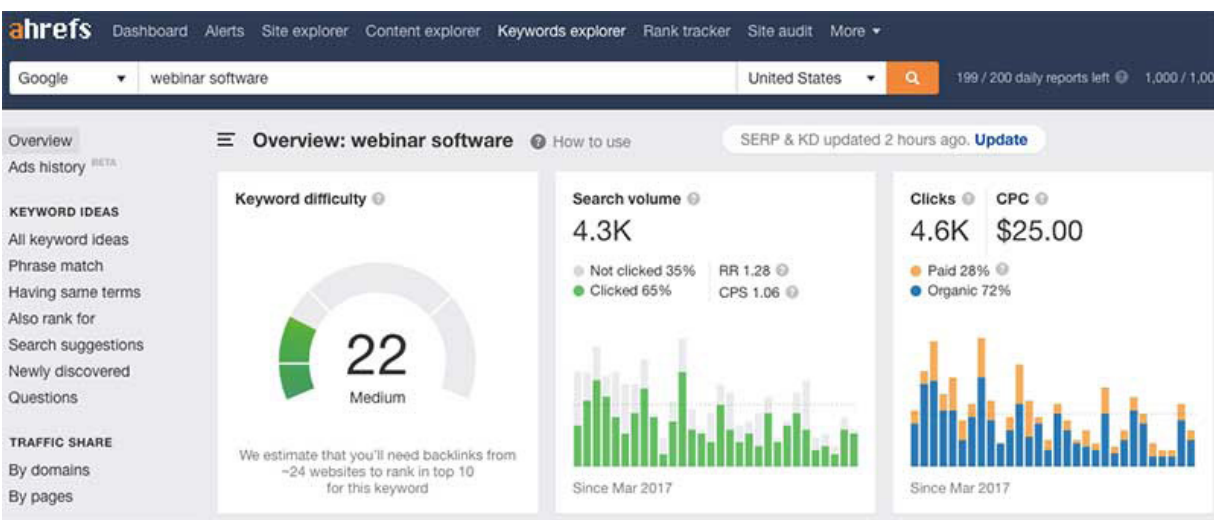 ahrefs Dashboard Alerts Site explorer Content explorer Keywords explorer Rank tracker Site audit More
Google webinar software United States 199 / 200 daily reports left 1,000 / 1,00
Overview
Ads history BETA
KEYWORD IDEAS
All keyword ideas
Phrase match
Having same terms
Also rank for
Search suggestions
Newly discovered
Questions
TRAFFIC SHARE
By domains
By pages
Overview: webinar software ? How to use
SERP & KD updated 2 hours ago. Update
Keyword difficulty ?
22
Medium
We estimate that you'll need backlinks from
~24 websites to rank in top 10
for this keyword
Search volume ?
4.3K
Not clicked 35% RR 1.28 ?
Clicked 65% CPS 1.06 ?
Since Mar 2017
Clicks ? CPC ?
4.6K $25.00
Paid 28% ?
Organic 72%
Since Mar 2017